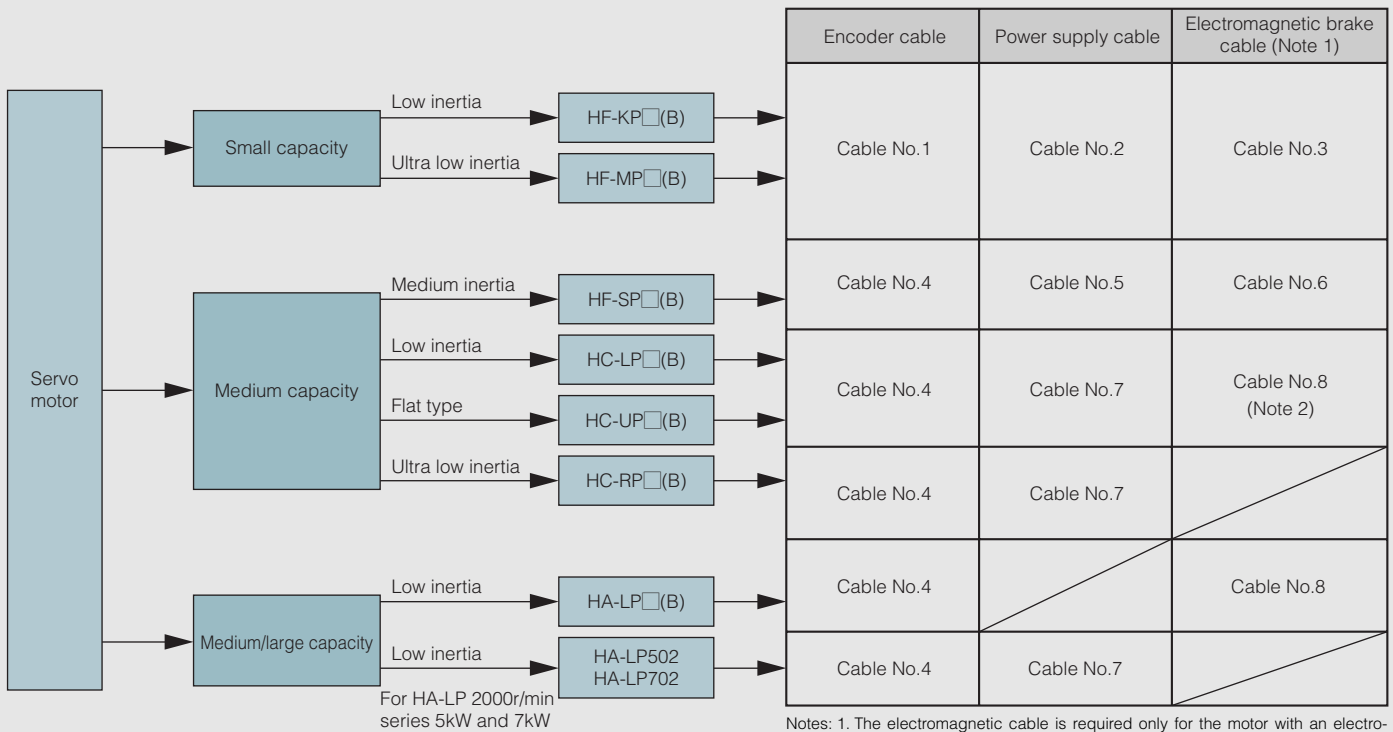 Encoder cable
Power supply cable
Electromagnetic brake
cable (Note 1)
Servo
motor
Small capacity
Low inertia
HF-KP□(B)
Ultra low inertia
HF-MP□(B)
Cable No.1
Cable No.2
Cable No.3
Medium capacity
Medium inertia
HF-SP□(B)
Cable No.4
Cable No.5
Cable No.6
Low inertia
HC-LP□(B)
Flat type
HC-UP□(B)
Cable No.4
Cable No.7
Cable No.8
(Note 2)
Ultra low inertia
HC-RP□(B)
Cable No.4
Cable No.7
Medium/large capacity
Low inertia
HA-LP□(B)
Cable No.4
Cable No.8
Low inertia
HA-LP502
HA-LP702
Cable No.4
Cable No.7
For HA-LP 2000r/min
series 5kW and 7kW
Notes: 1. The electromagnetic cable is required only for the motor with an electro-